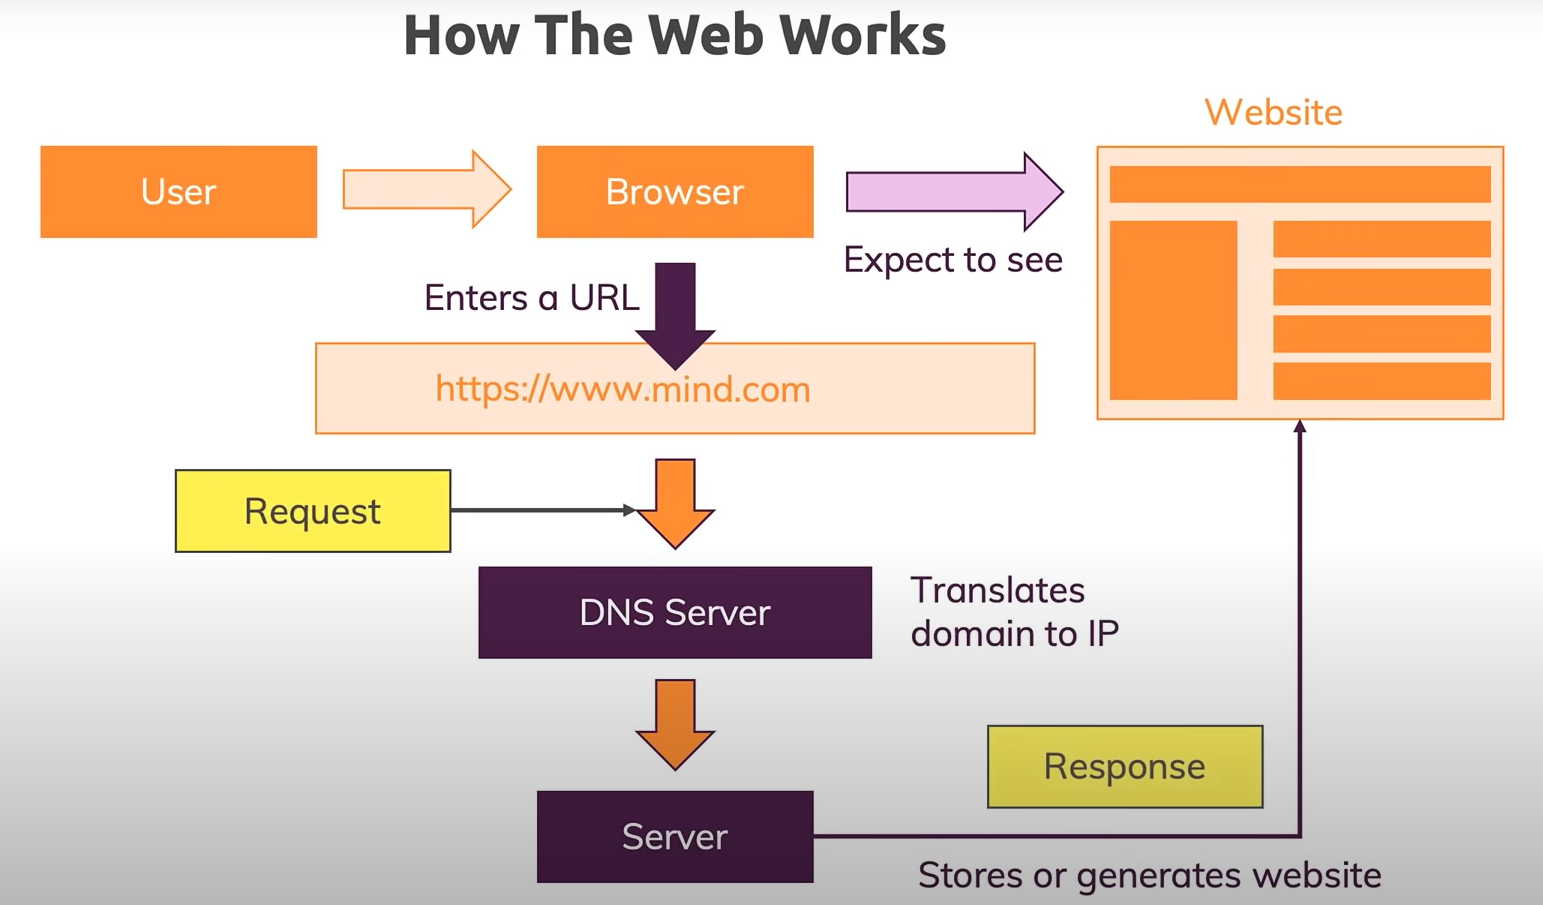 How The Web Works
Website
User
Browser
Expect to see
Enters a URL
https://www.mind.com
Request
DNS Server
Translates
domain to IP
Response
Server
Stores or generates website